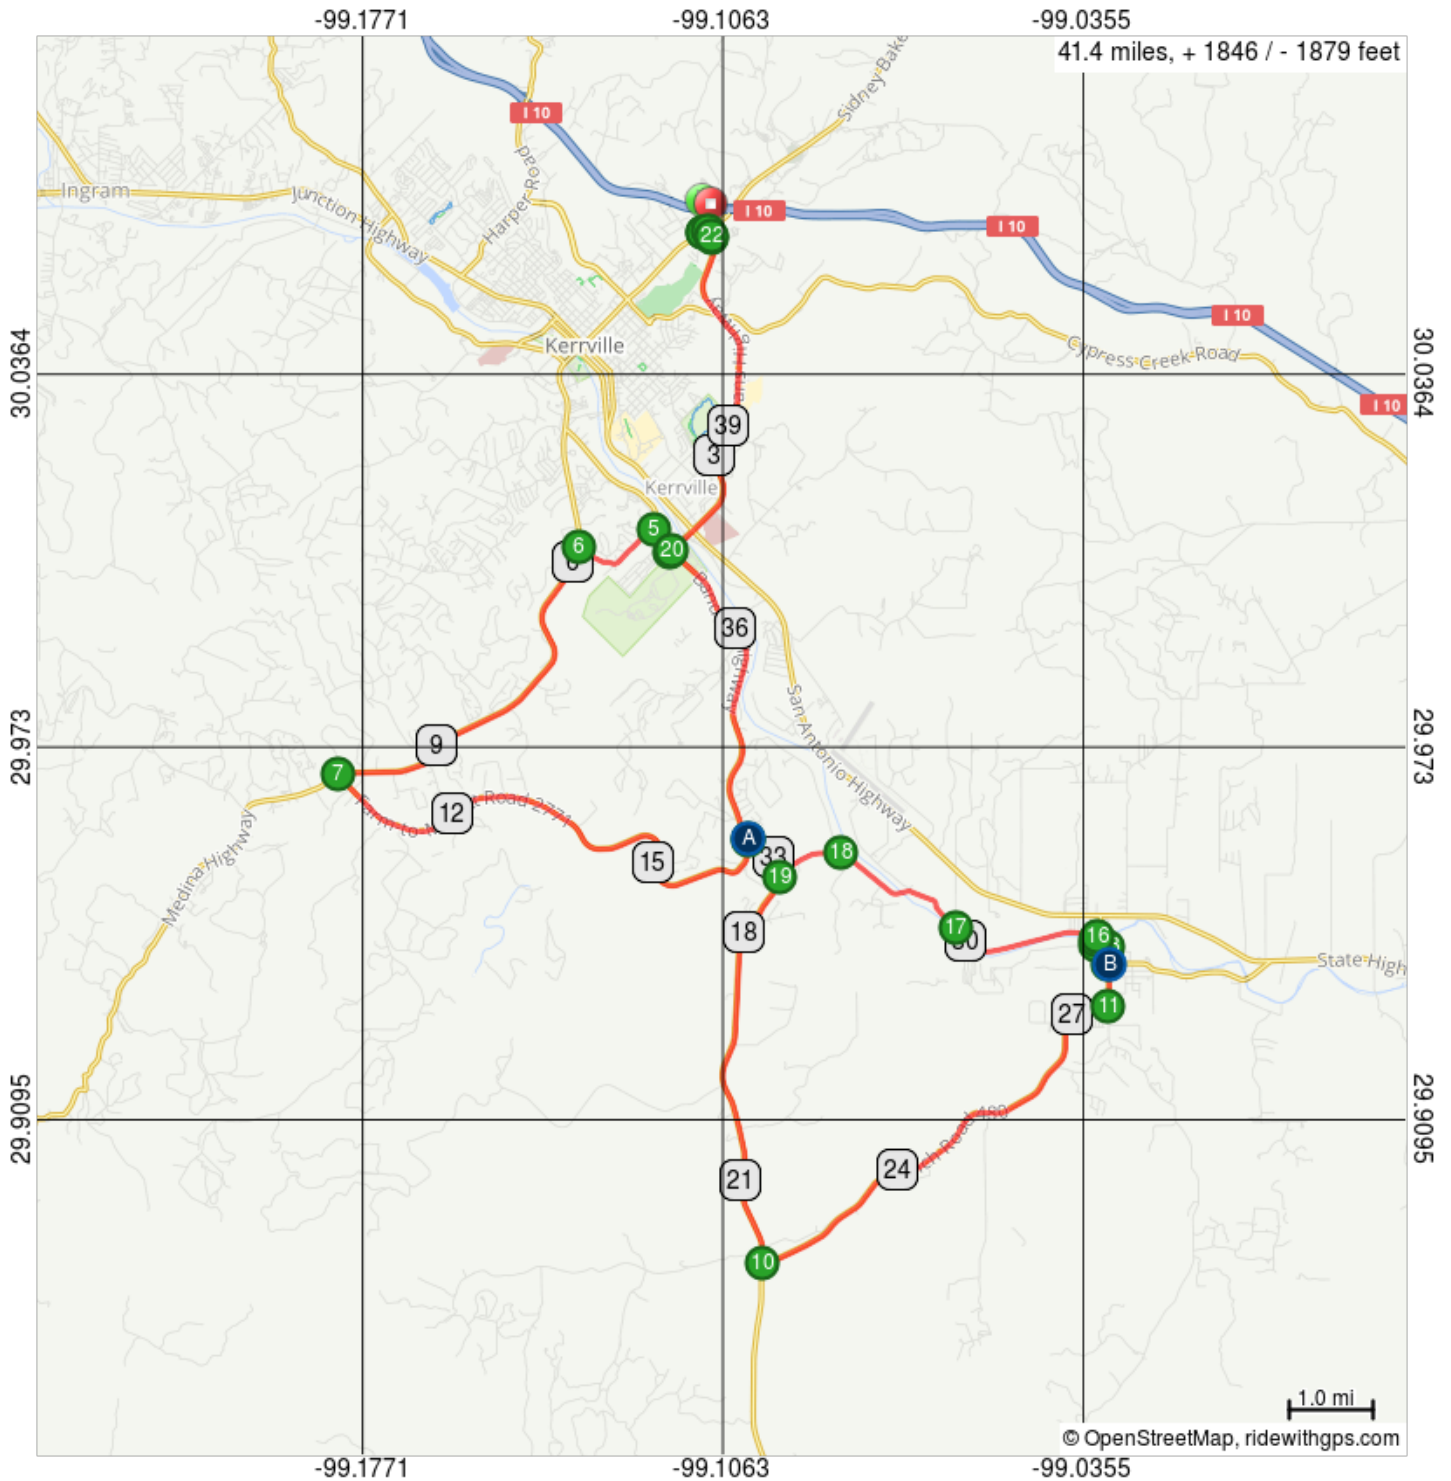 -99.1771
-99.1063
-99.0355
41.4 miles, + 1846 / - 1879 feet
Sidney Bake
I 10
Ingram
Junction Highway
Harper Road
I 10
I 10
22
I 10
Kerrville
Cypress Creek Road
30.0364
30.0364
I 10
39
3
Kerrville
5
6
20
36
San Antonio Highway
29.973
29.973
9
7
12
Road 2771
A
33
15
18
19
Medina Highway
18
17
16
B
State High
11
27
29.9095
29.9095
24
21
10
1.0 mi
© OpenStreetMap, ridewithgps.com
-99.1771
-99.1063
-99.0355